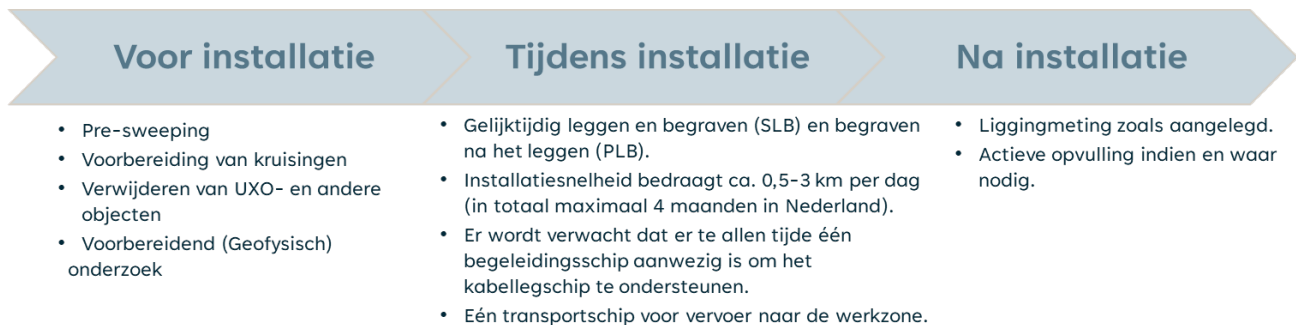 Voor installatie
• Pre-sweeping
• Voorbereiding van kruisingen
• Verwijderen van UXO- en andere
objecten
• Voorbereidend (Geofysisch)
onderzoek
Tijdens installatie
• Gelijktijdig leggen en begraven (SLB) en begraven
na het leggen (PLB).
• Installatiesnelheid bedraagt ca. 0,5-3 km per dag
(in totaal maximaal 4 maanden in Nederland).
• Er wordt verwacht dat er te allen tijde één
begeleidingsschip aanwezig is om het
kabellegschip te ondersteunen.
• Eén transportschip voor vervoer naar de werkzone.
Na installatie
• Liggingmeting zoals aangelegd.
• Actieve opvulling indien en waar
nodig.